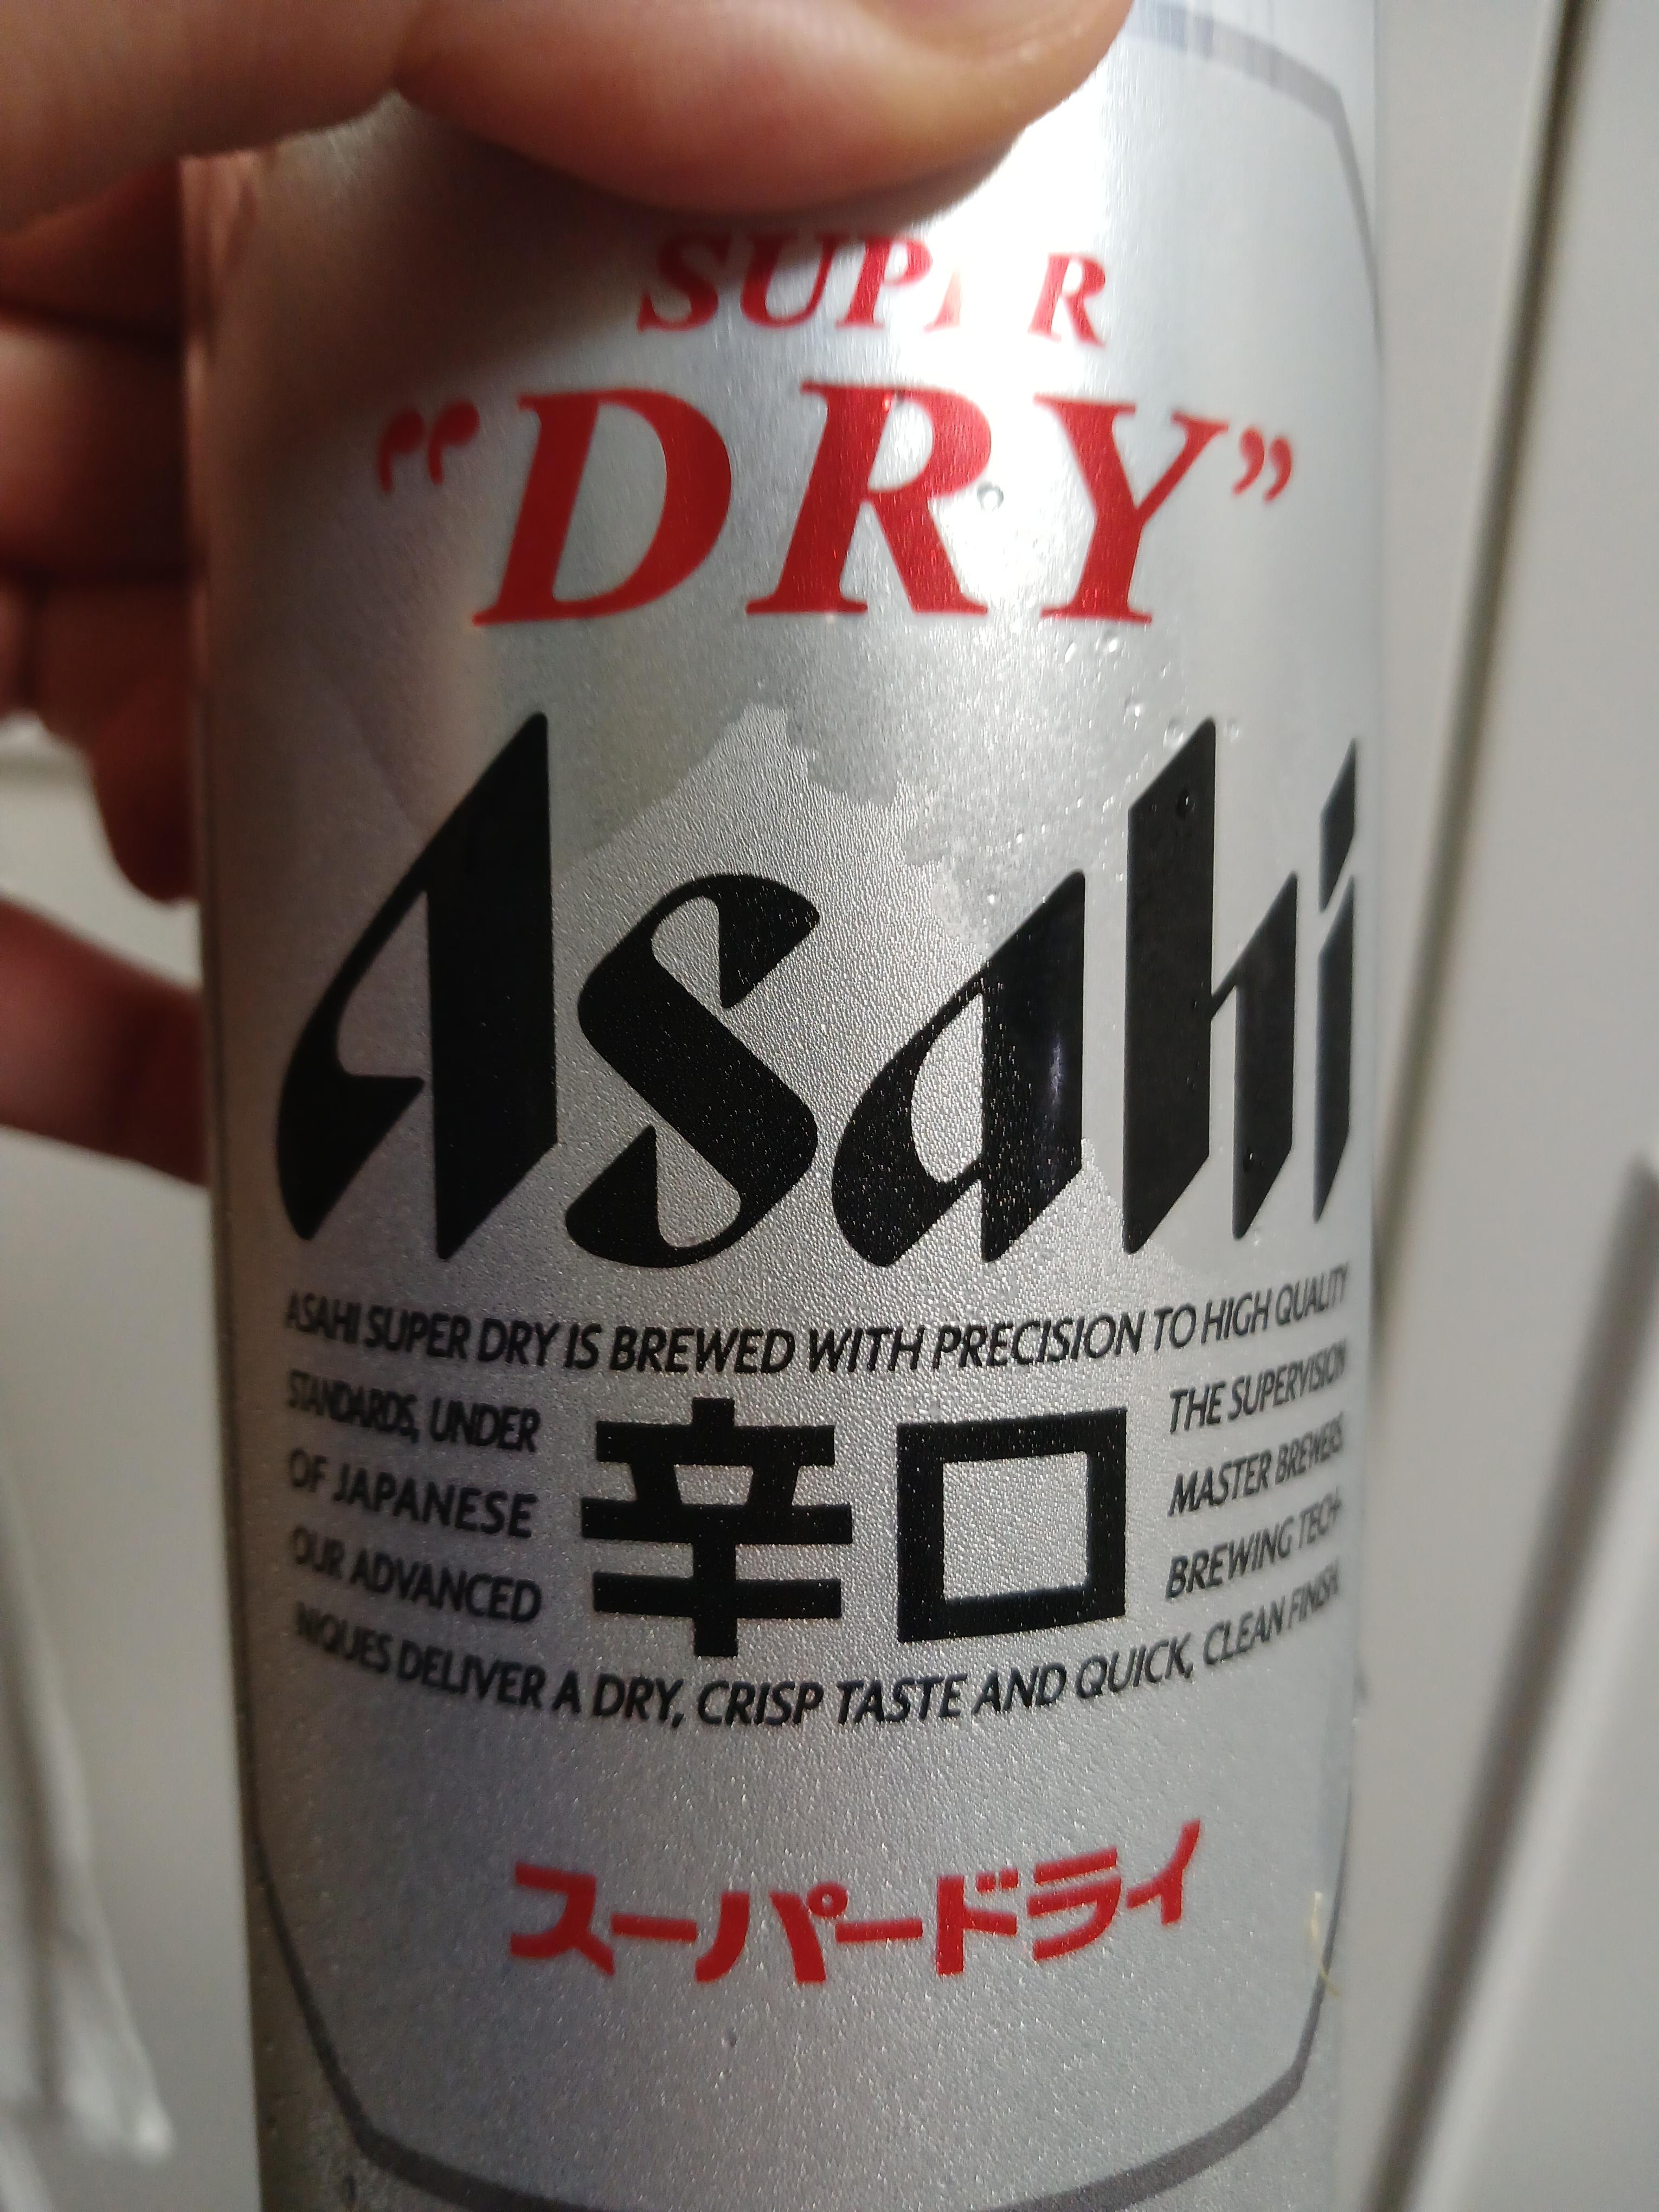 SUPER
“DRY”
Asahi
ASAHI SUPER DRY IS BREWED WITH PRECISION TO HIGH QUALITY
STANDARDS, UNDER THE SUPERVISION
OF JAPANESE MASTER BREWERS.
辛口
OUR ADVANCED BREWING TECH-
NIQUES DELIVER A DRY, CRISP TASTE AND QUICK, CLEAN FINISH.
スーパードライ